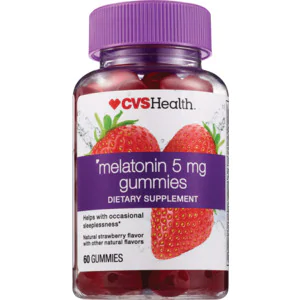 CVSHealth.
*melatonin 5 mg
gummies
DIETARY SUPPLEMENT
Helps with occasional
sleeplessness*
Natural strawberry flavor
with other natural flavors
60 GUMMIES